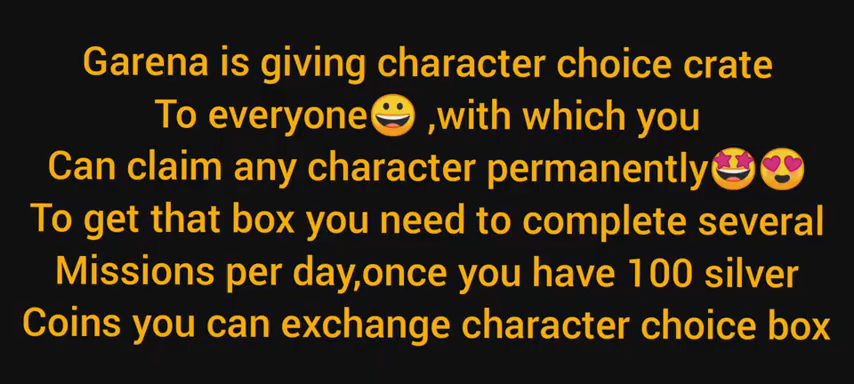 Garena is giving character choice crate
To everyone😀 ,with which you
Can claim any character permanently🤩😍
To get that box you need to complete several
Missions per day,once you have 100 silver
Coins you can exchange character choice box